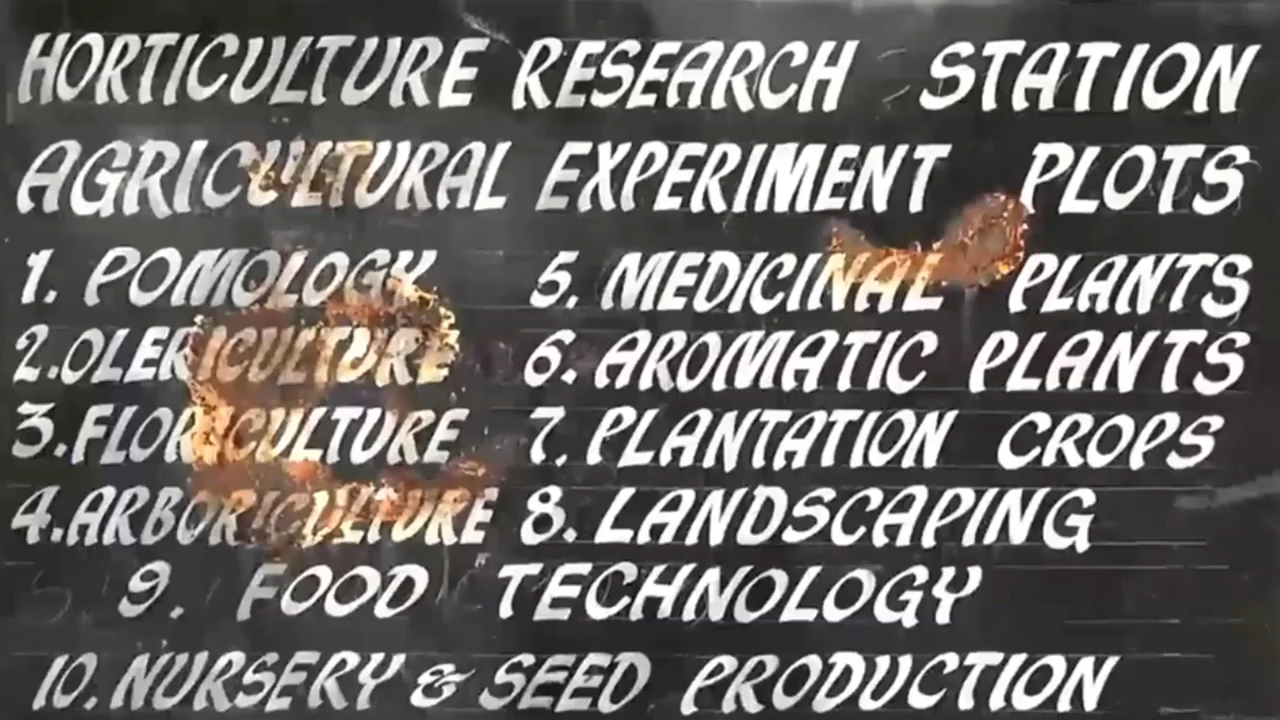 HORTICULTURE RESEARCH STATION
AGRICULTURAL EXPERIMENT PLOTS
1. POMOLOGY 5. MEDICINAL PLANTS
2. OLERICULTURE 6. AROMATIC PLANTS
3. FLORICULTURE 7. PLANTATION CROPS
4. ARBORICULTURE 8. LANDSCAPING
9. FOOD TECHNOLOGY
10. NURSERY & SEED PRODUCTION